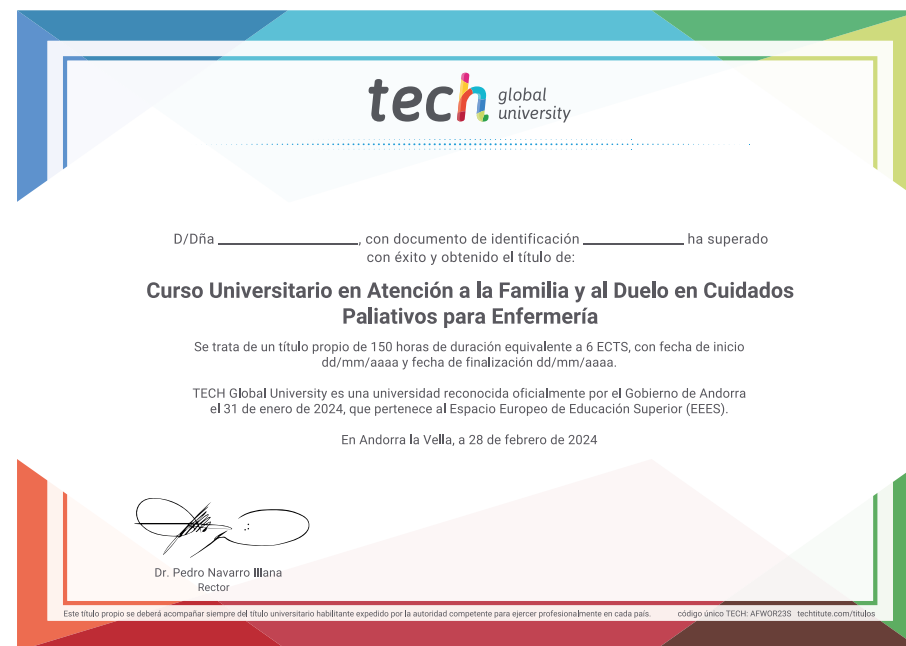 tech global university
D/Dña ________________, con documento de identificación ____________ ha superado
con éxito y obtenido el título de:
Curso Universitario en Atención a la Familia y al Duelo en Cuidados
Paliativos para Enfermería
Se trata de un título propio de 150 horas de duración equivalente a 6 ECTS, con fecha de inicio
dd/mm/aaaa y fecha de finalización dd/mm/aaaa.
TECH Global University es una universidad reconocida oficialmente por el Gobierno de Andorra
el 31 de enero de 2024, que pertenece al Espacio Europeo de Educación Superior (EEES).
En Andorra la Vella, a 28 de febrero de 2024
Dr. Pedro Navarro Illana
Rector
Este título propio se deberá acompañar siempre del título universitario habilitante expedido por la autoridad competente para ejercer profesionalmente en cada país. código único TECH: AFWOR23S techtitute.com/titulos